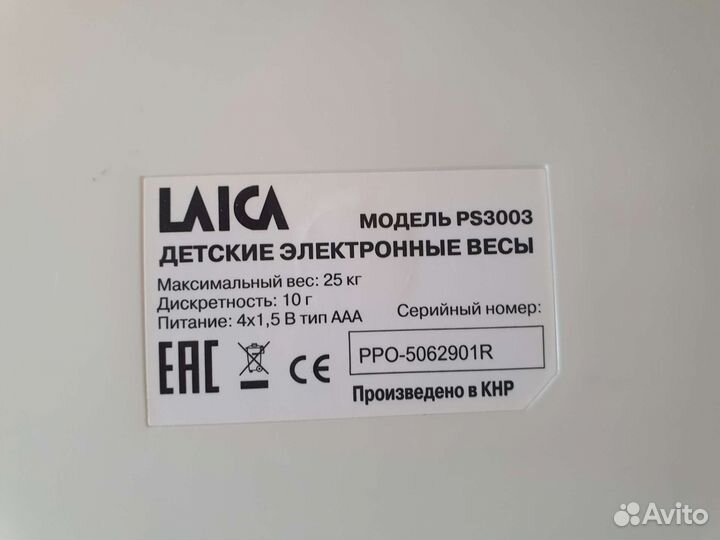 LAICA
МОДЕЛЬ PS3003
ДЕТСКИЕ ЭЛЕКТРОННЫЕ ВЕСЫ
Максимальный вес: 25 кг
Дискретность: 10 г
Питание: 4x1,5 В тип ААА
Серийный номер:
PPO-5062901R
EAC
CE
Произведено в КНР
Avito